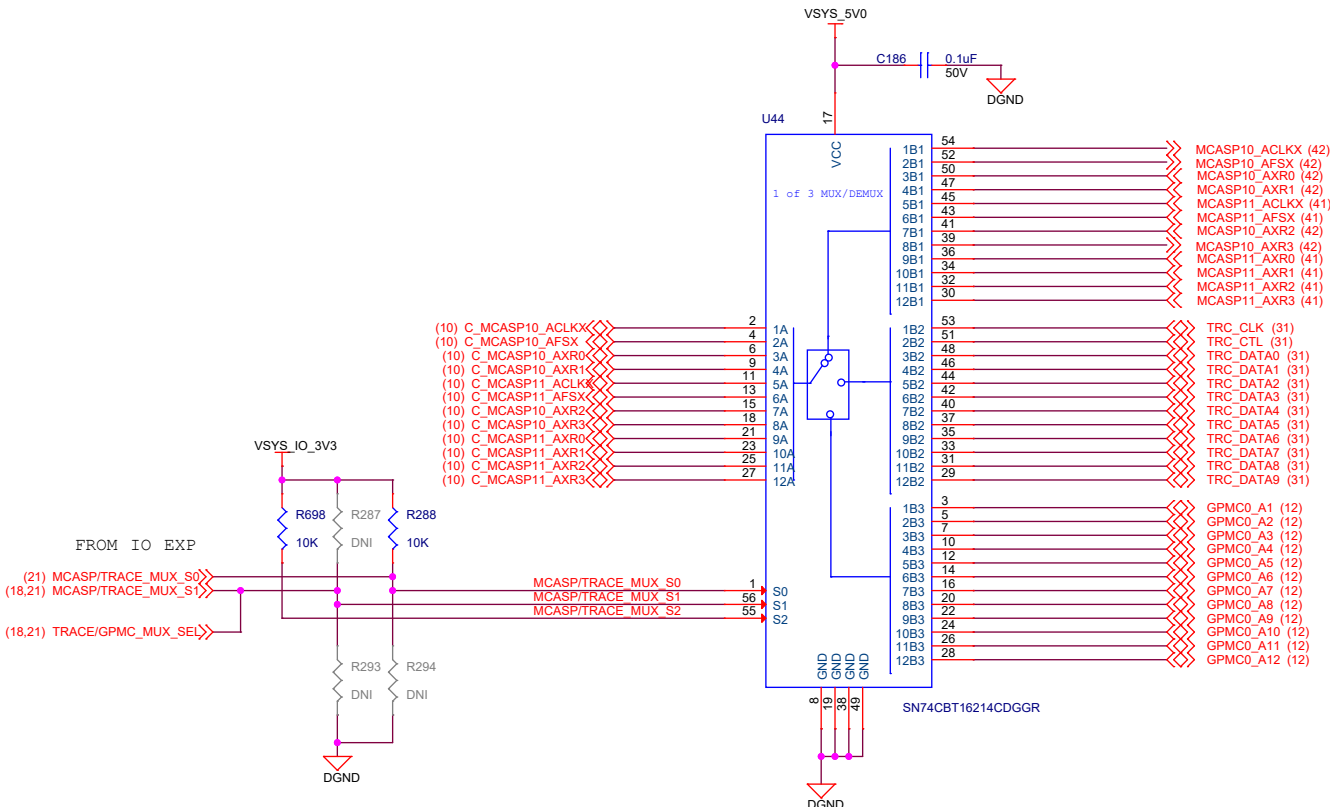 VSYS_5V0
C186 0.1uF
50V
DGND
U44
17
VCC
1 of 3 MUX/DEMUX
1B1 54 MCASP10_ACLKX (42)
2B1 52 MCASP10_AFSX (42)
3B1 50 MCASP10_AXR0 (42)
4B1 47 MCASP10_AXR1 (42)
5B1 45 MCASP11_ACLKX (41)
6B1 43 MCASP11_AFSX (41)
7B1 41 MCASP10_AXR2 (42)
8B1 39 MCASP10_AXR3 (42)
9B1 36 MCASP11_AXR0 (41)
10B1 34 MCASP11_AXR1 (41)
11B1 32 MCASP11_AXR2 (41)
12B1 30 MCASP11_AXR3 (41)
(10) C_MCASP10_ACLKX 2 1A
(10) C_MCASP10_AFSX 4 2A
(10) C_MCASP10_AXR0 6 3A
(10) C_MCASP10_AXR1 9 4A
(10) C_MCASP11_ACLKX 11 5A
(10) C_MCASP11_AFSX 13 6A
(10) C_MCASP10_AXR2 15 7A
(10) C_MCASP10_AXR3 18 8A
(10) C_MCASP11_AXR0 21 9A
(10) C_MCASP11_AXR1 23 10A
(10) C_MCASP11_AXR2 25 11A
(10) C_MCASP11_AXR3 27 12A
1B2 53 TRC_CLK (31)
2B2 51 TRC_CTL (31)
3B2 48 TRC_DATA0 (31)
4B2 46 TRC_DATA1 (31)
5B2 44 TRC_DATA2 (31)
6B2 42 TRC_DATA3 (31)
7B2 40 TRC_DATA4 (31)
8B2 37 TRC_DATA5 (31)
9B2 35 TRC_DATA6 (31)
10B2 33 TRC_DATA7 (31)
11B2 31 TRC_DATA8 (31)
12B2 29 TRC_DATA9 (31)
1B3 3 GPMC0_A1 (12)
2B3 5 GPMC0_A2 (12)
3B3 7 GPMC0_A3 (12)
4B3 10 GPMC0_A4 (12)
5B3 12 GPMC0_A5 (12)
6B3 14 GPMC0_A6 (12)
7B3 16 GPMC0_A7 (12)
8B3 20 GPMC0_A8 (12)
9B3 22 GPMC0_A9 (12)
10B3 24 GPMC0_A10 (12)
11B3 26 GPMC0_A11 (12)
12B3 28 GPMC0_A12 (12)
VSYS_IO_3V3
R698 R287 R288
10K DNI 10K
FROM IO EXP
(21) MCASP/TRACE_MUX_S0
(18,21) MCASP/TRACE_MUX_S1
(18,21) TRACE/GPMC_MUX_SEL
MCASP/TRACE_MUX_S0 1 S0
MCASP/TRACE_MUX_S1 56 S1
MCASP/TRACE_MUX_S2 55 S2
R293 R294
DNI DNI
DGND
GND GND GND GND
8 19 38 49
SN74CBT16214CDGGR
DGND